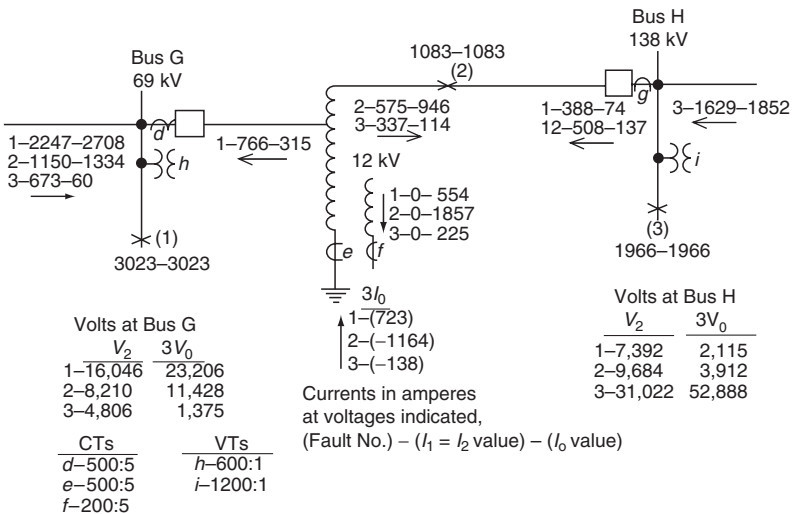 Bus G
69 kV
1–2247–2708
2–1150–1334
3–673–60
d
h
(1)
3023–3023
1–766–315
1083–1083
(2)
2–575–946
3–337–114
12 kV
1–0– 554
2–0–1857
3–0– 225
e
f
3I₀
1–(723)
2–(–1164)
3–(–138)
Bus H
138 kV
g
1–388–74
12–508–137
3–1629–1852
i
(3)
1966–1966
Volts at Bus G
V₂ 3V₀
1–16,046 23,206
2–8,210 11,428
3–4,806 1,375
CTs
d–500:5
e–500:5
f–200:5
VTs
h–600:1
i–1200:1
Currents in amperes
at voltages indicated,
(Fault No.) – (I₁ = I₂ value) – (I₀ value)
Volts at Bus H
V₂ 3V₀
1–7,392 2,115
2–9,684 3,912
3–31,022 52,888